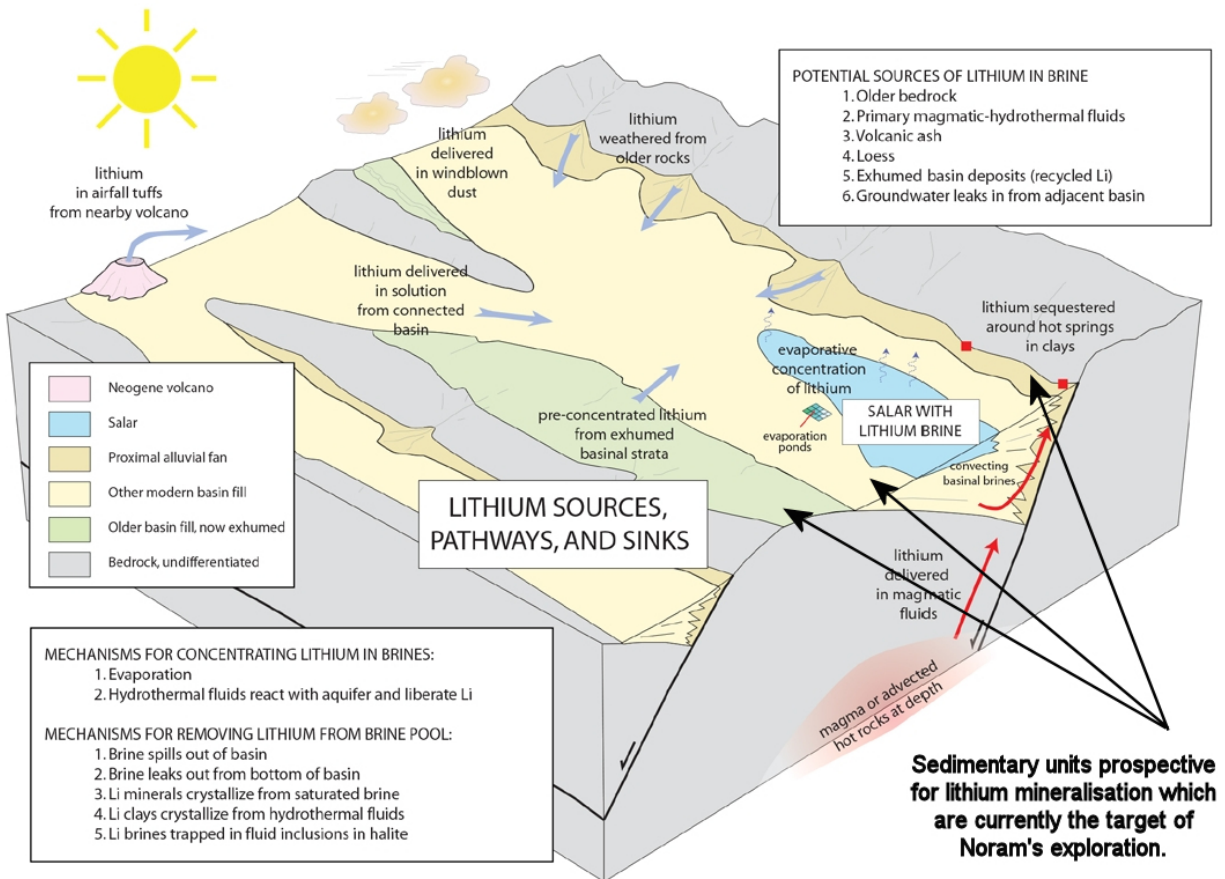 lithium
in airfall tuffs
from nearby volcano
lithium
delivered
in windblown
dust
lithium
weathered from
older rocks
POTENTIAL SOURCES OF LITHIUM IN BRINE
1. Older bedrock
2. Primary magmatic-hydrothermal fluids
3. Volcanic ash
4. Loess
5. Exhumed basin deposits (recycled Li)
6. Groundwater leaks in from adjacent basin
lithium delivered
in solution
from connected
basin
lithium sequestered
around hot springs
in clays
evaporative
concentration
of lithium
pre-concentrated lithium
from exhumed
basinal strata
evaporation
ponds
SALAR WITH
LITHIUM BRINE
convecting
basinal brines
Neogene volcano
Salar
Proximal alluvial fan
Other modern basin fill
Older basin fill, now exhumed
Bedrock, undifferentiated
LITHIUM SOURCES,
PATHWAYS, AND SINKS
lithium
delivered
in magmatic
fluids
magma or advected
hot rocks at depth
MECHANISMS FOR CONCENTRATING LITHIUM IN BRINES:
1. Evaporation
2. Hydrothermal fluids react with aquifer and liberate Li
MECHANISMS FOR REMOVING LITHIUM FROM BRINE POOL:
1. Brine spills out of basin
2. Brine leaks out from bottom of basin
3. Li minerals crystallize from saturated brine
4. Li clays crystallize from hydrothermal fluids
5. Li brines trapped in fluid inclusions in halite
Sedimentary units prospective
for lithium mineralisation which
are currently the target of
Noram's exploration.